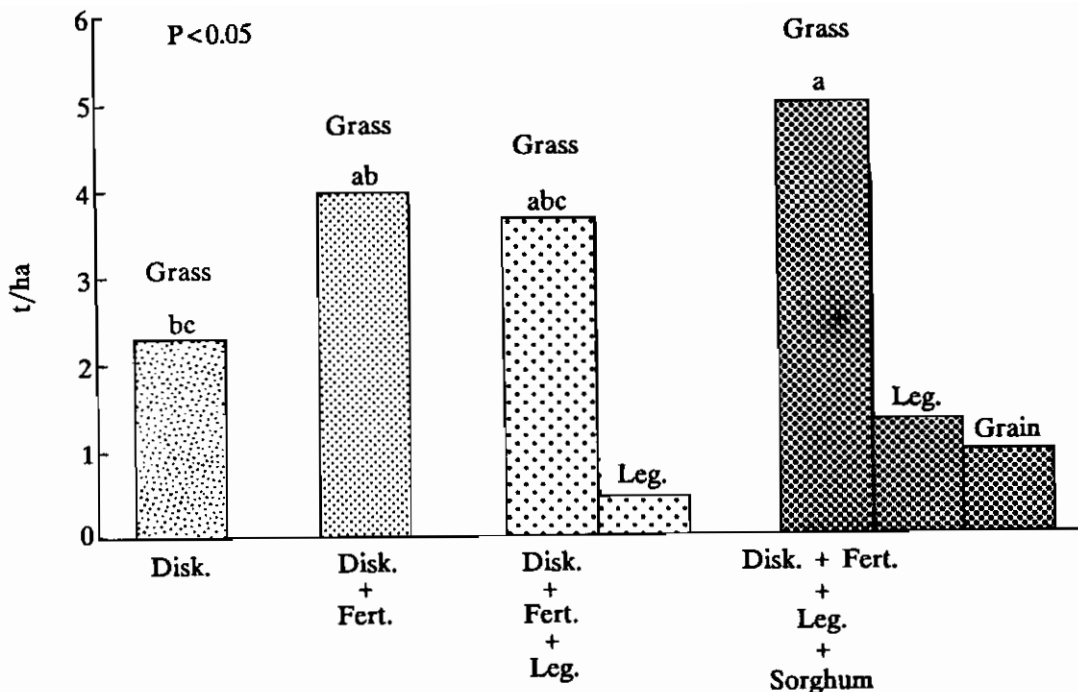 6
P<0.05
Grass
a
5
Grass
ab
Grass
abc
4
t/ha
3
Grass
bc
2
Leg.
Grain
1
Leg.
0
Disk.
Disk.
+
Fert.
Disk.
+
Fert.
+
Leg.
Disk. + Fert.
+
Leg.
+
Sorghum